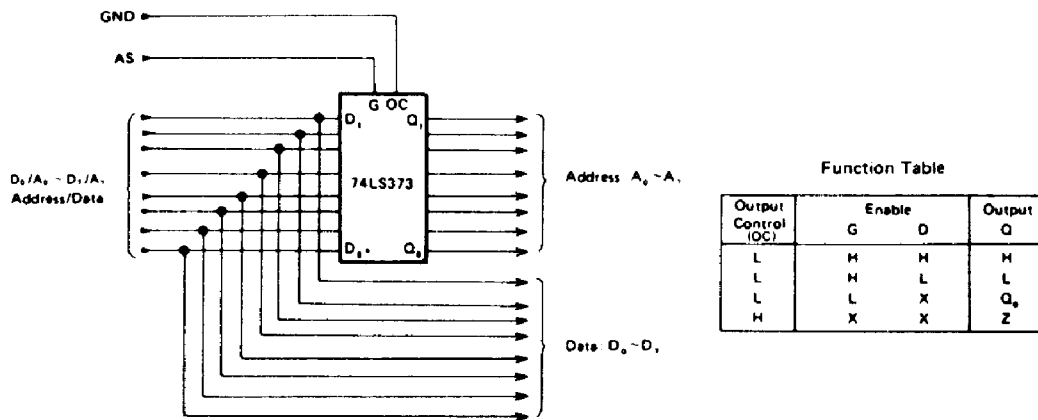 GND
AS
G OC
D₁ Q₁
74LS373
D₈ Q₈
D₀/A₀ ~ D₇/A₇
Address/Data
Address: A₀ ~ A₇
Data: D₀ ~ D₇
Function Table
Output Control (OC) Enable Output
G D Q
L H H H
L H L L
L L X Q₀
H X X Z